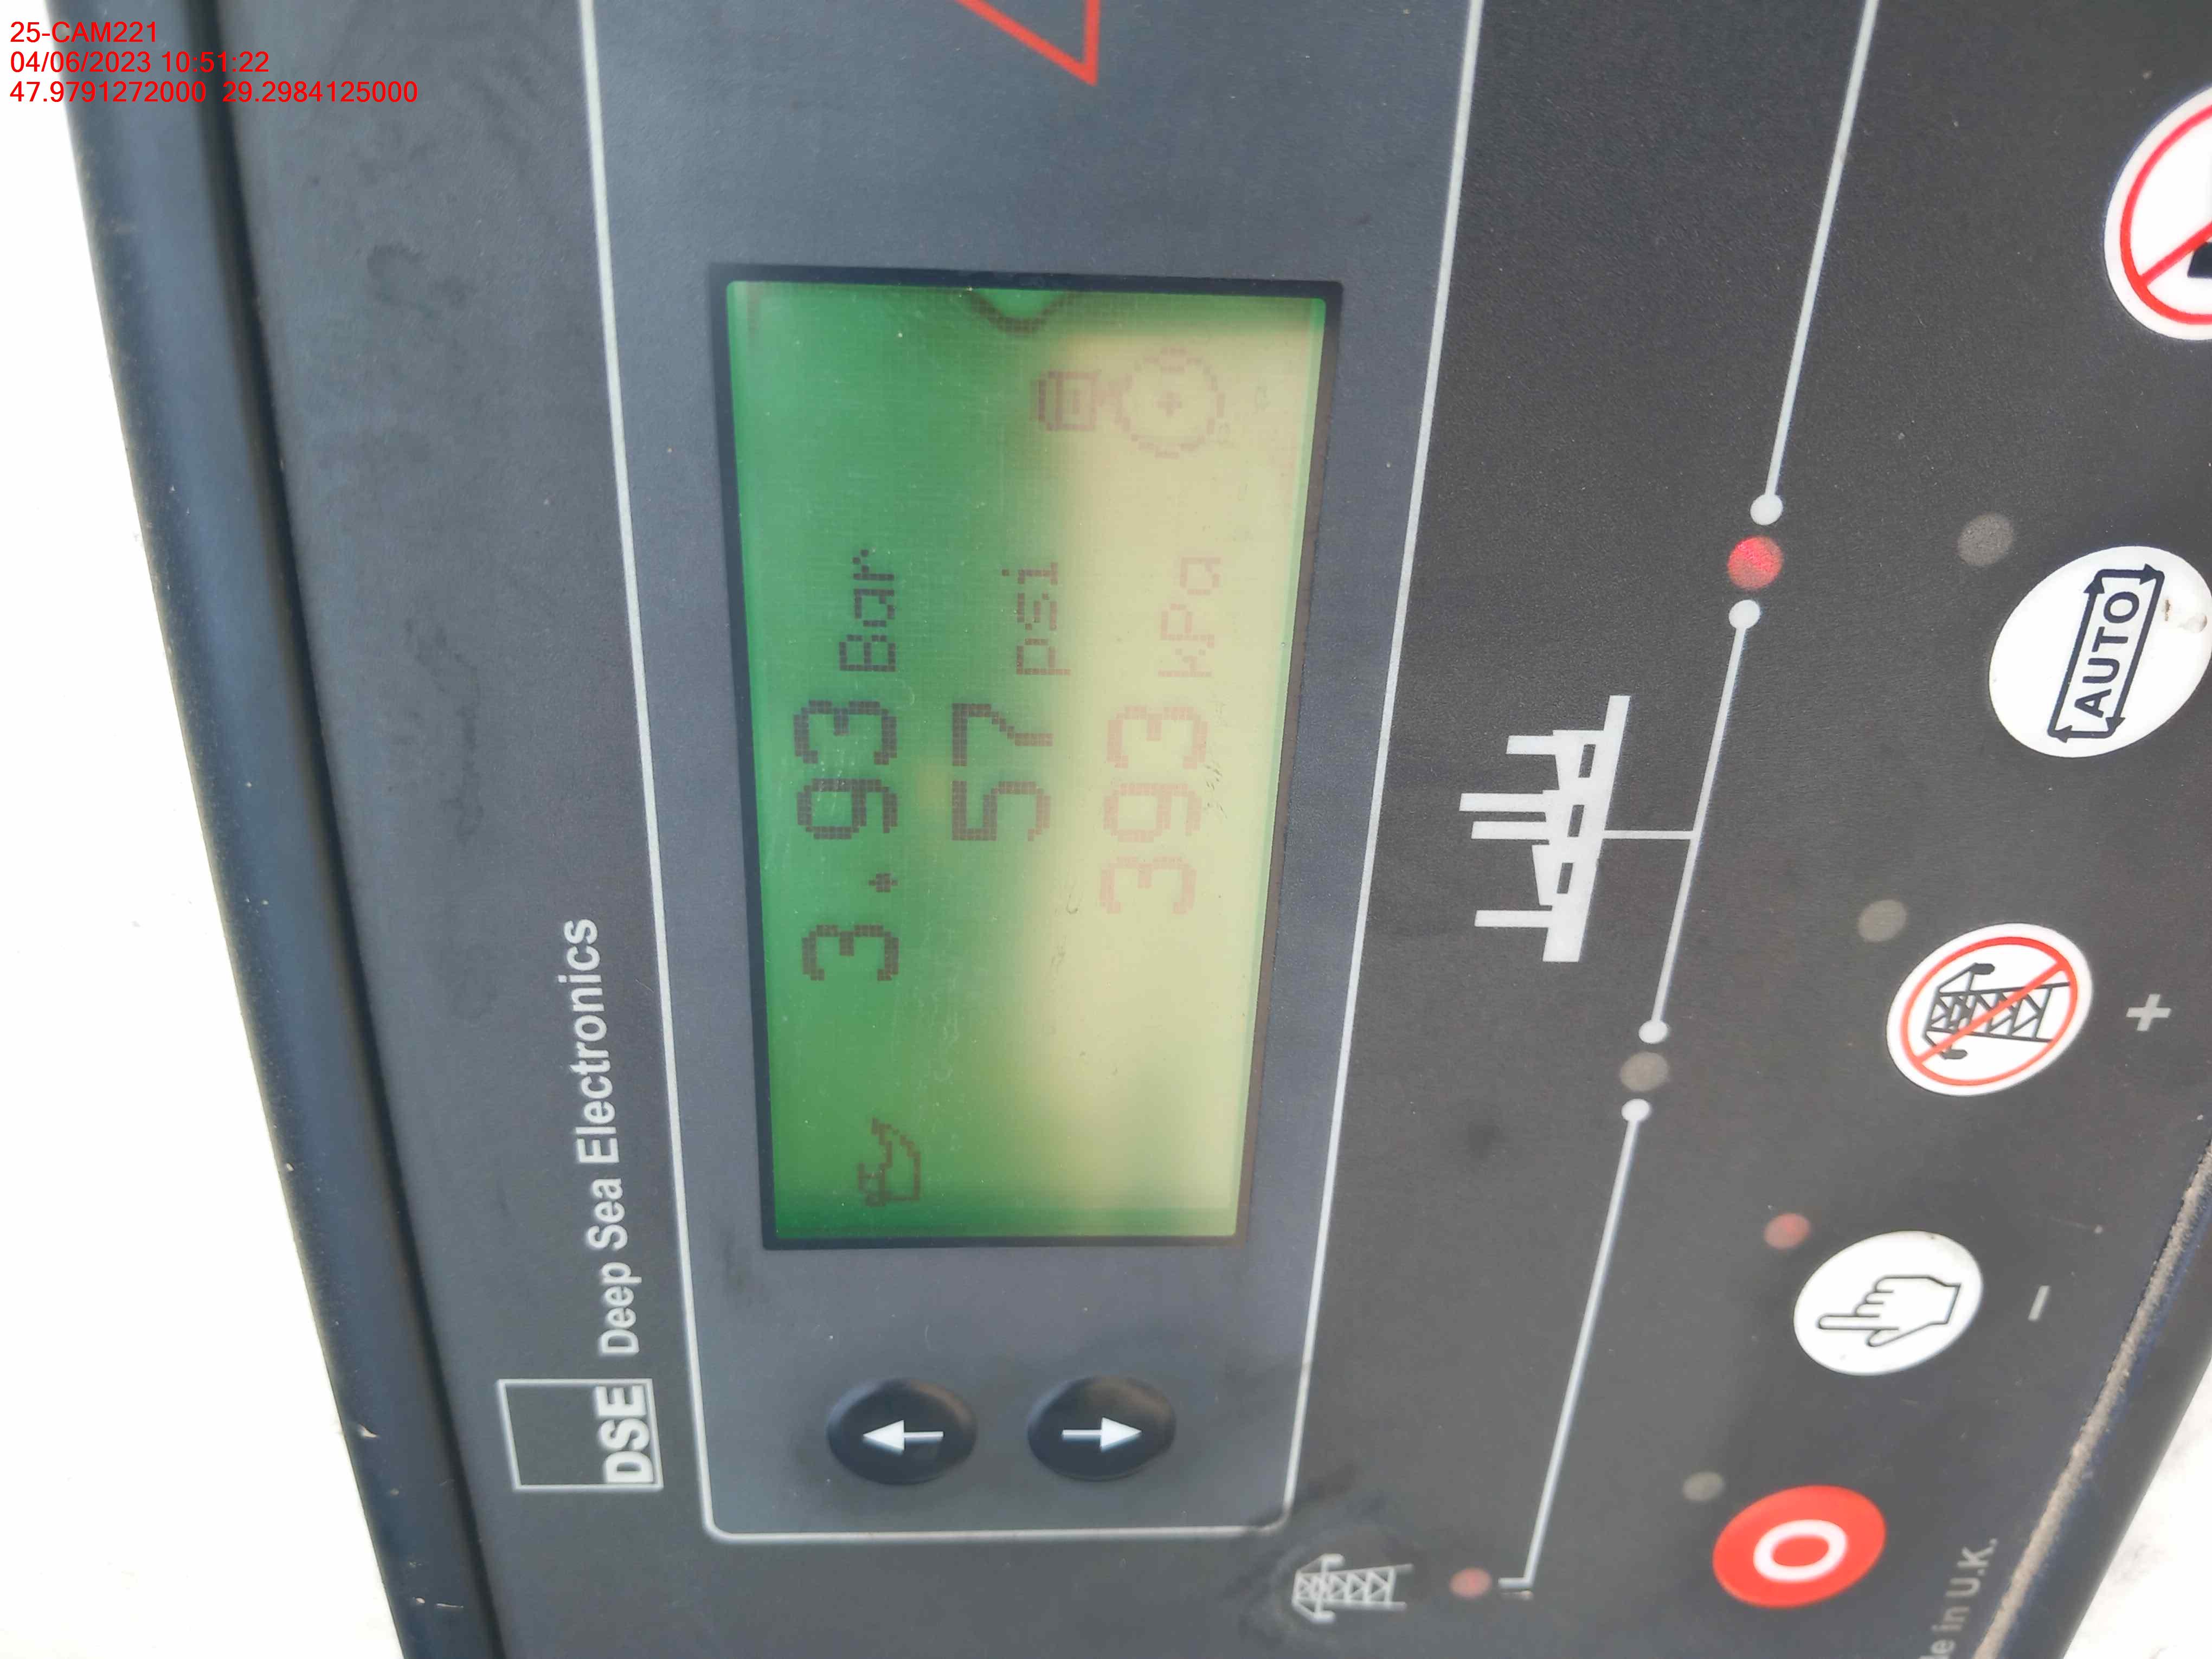 25-CAM221
04/06/2023 10:51:22
47.9791272000 29.2984125000
DSE Deep Sea Electronics
3.93 Bar
57 psi
393 kPa
AUTO
+
-
in U.K.